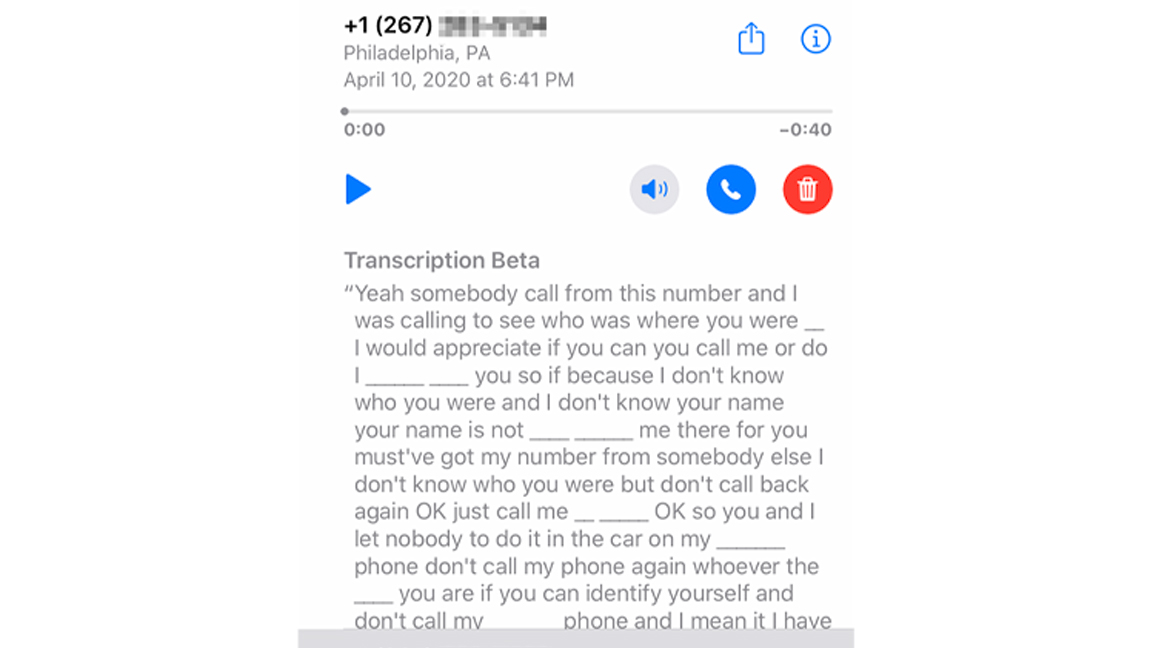 +1 (267)
Philadelphia, PA
April 10, 2020 at 6:41 PM
0:00
−0:40
Transcription Beta
“Yeah somebody call from this number and I
was calling to see who was where you were __
I would appreciate if you can you call me or do
I ______ ____ you so if because I don't know
who you were and I don't know your name
your name is not ____ ______ me there for you
must've got my number from somebody else I
don't know who you were but don't call back
again OK just call me __ _____ OK so you and I
let nobody to do it in the car on my _______
phone don't call my phone again whoever the
____ you are if you can identify yourself and
don't call my phone and I mean it I have